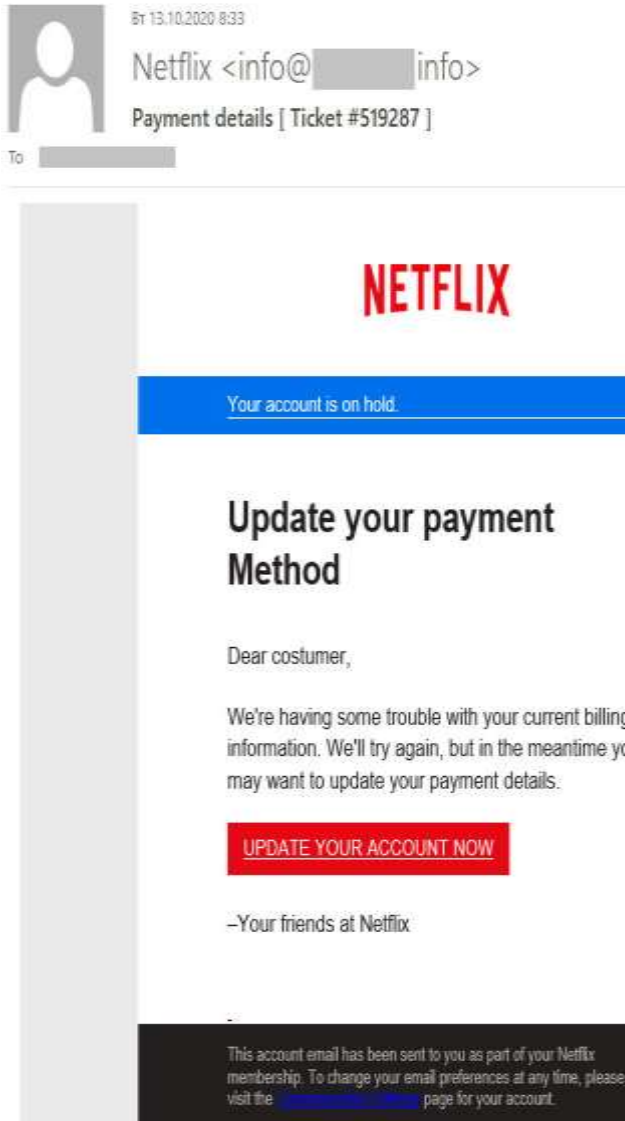 Вт 13.10.2020 8:33
Netflix <info@ info>
Payment details [ Ticket #519287 ]
To
NETFLIX
Your account is on hold.
Update your payment
Method
Dear costumer,
We're having some trouble with your current billing
information. We'll try again, but in the meantime yo
may want to update your payment details.
UPDATE YOUR ACCOUNT NOW
–Your friends at Netflix
-
This account email has been sent to you as part of your Netflix
membership. To change your email preferences at any time, please
visit the page for your account.